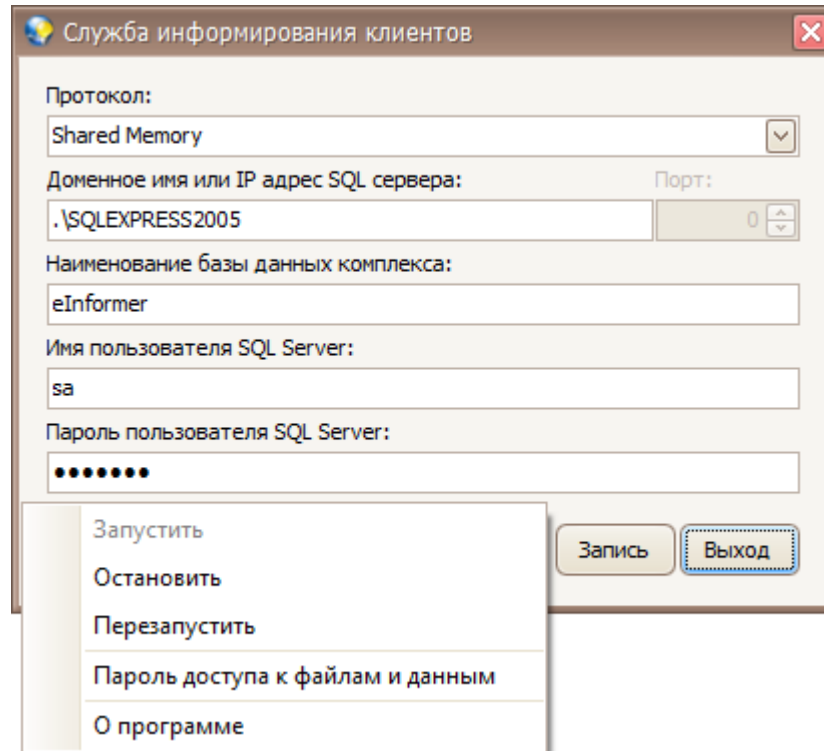 Служба информирования клиентов
Протокол:
Shared Memory
Доменное имя или IP адрес SQL сервера: Порт:
.\SQLEXPRESS2005 0
Наименование базы данных комплекса:
eInformer
Имя пользователя SQL Server:
sa
Пароль пользователя SQL Server:
•••••••
Запись Выход
Запустить
Остановить
Перезапустить
Пароль доступа к файлам и данным
О программе